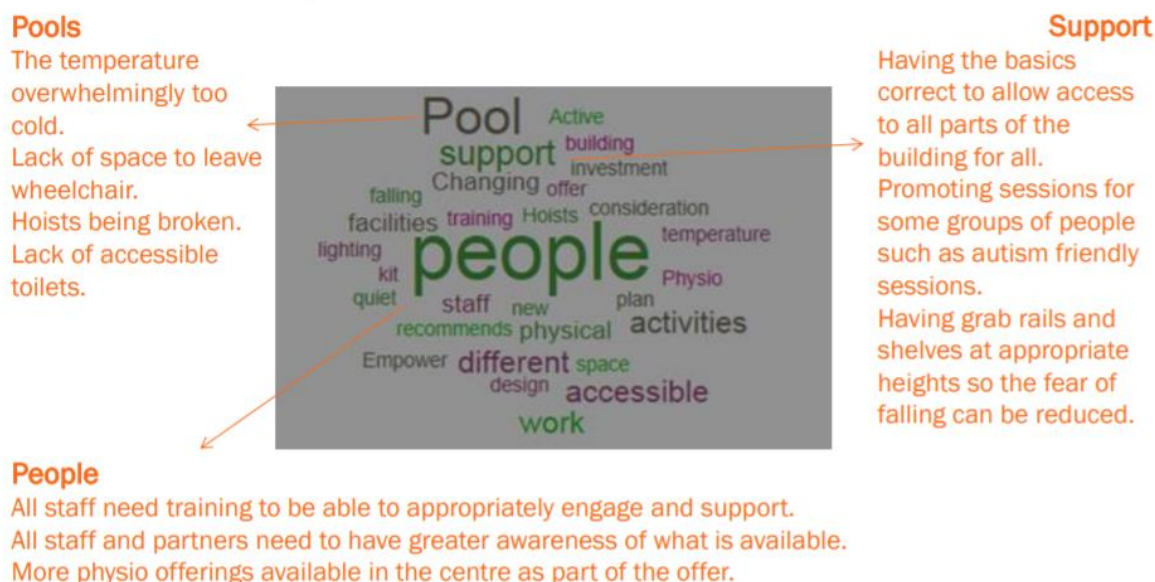 Pools
The temperature
overwhelmingly too
cold.
Lack of space to leave
wheelchair.
Hoists being broken.
Lack of accessible
toilets.
Pool Active
support building
investment
Changing offer
falling
facilities training Hoists consideration
lighting people temperature
kit Physio
quiet staff new plan
recommends physical activities
Empower different space
design accessible
work
Support
Having the basics
correct to allow access
to all parts of the
building for all.
Promoting sessions for
some groups of people
such as autism friendly
sessions.
Having grab rails and
shelves at appropriate
heights so the fear of
falling can be reduced.
People
All staff need training to be able to appropriately engage and support.
All staff and partners need to have greater awareness of what is available.
More physio offerings available in the centre as part of the offer.